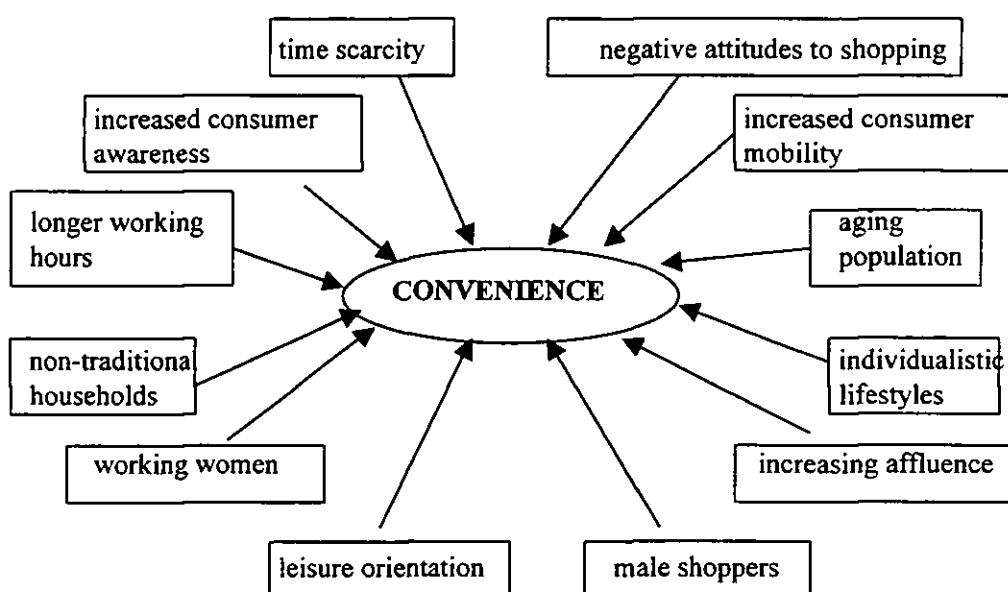 time scarcity
negative attitudes to shopping
increased consumer
awareness
increased consumer
mobility
longer working
hours
aging
population
CONVENIENCE
non-traditional
households
individualistic
lifestyles
working women
increasing affluence
leisure orientation
male shoppers